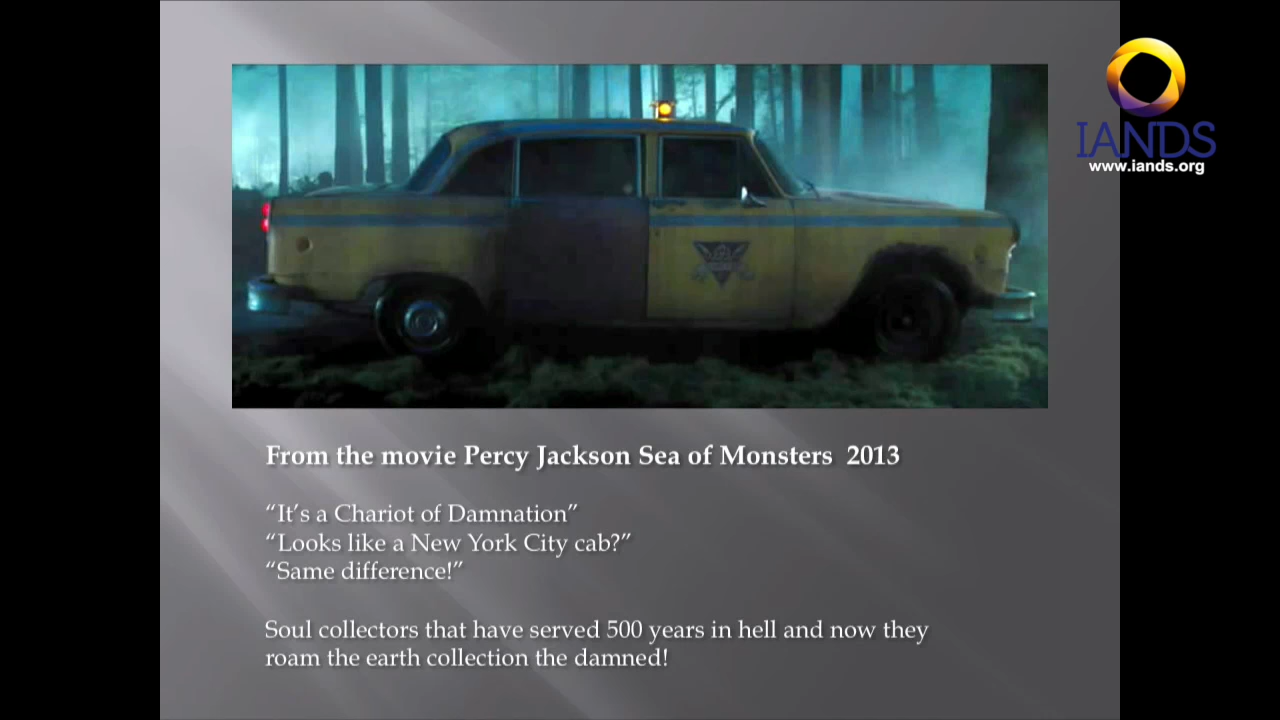 IANDS
www.iands.org
From the movie Percy Jackson Sea of Monsters 2013
“It’s a Chariot of Damnation”
“Looks like a New York City cab?”
“Same difference!”
Soul collectors that have served 500 years in hell and now they
roam the earth collection the damned!